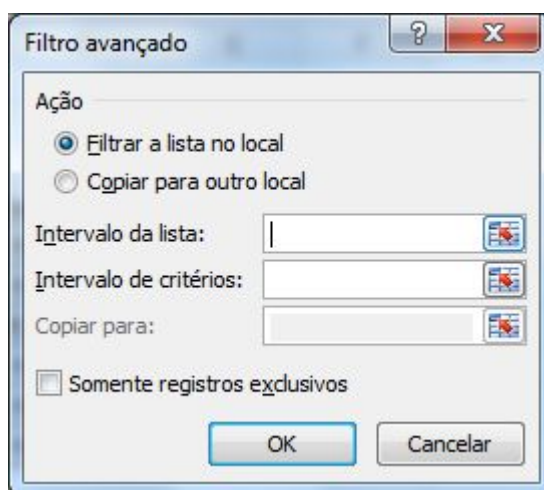 Filtro avançado
?
Ação
Filtrar a lista no local
Copiar para outro local
Intervalo da lista:
Intervalo de critérios:
Copiar para:
Somente registros exclusivos
OK Cancelar